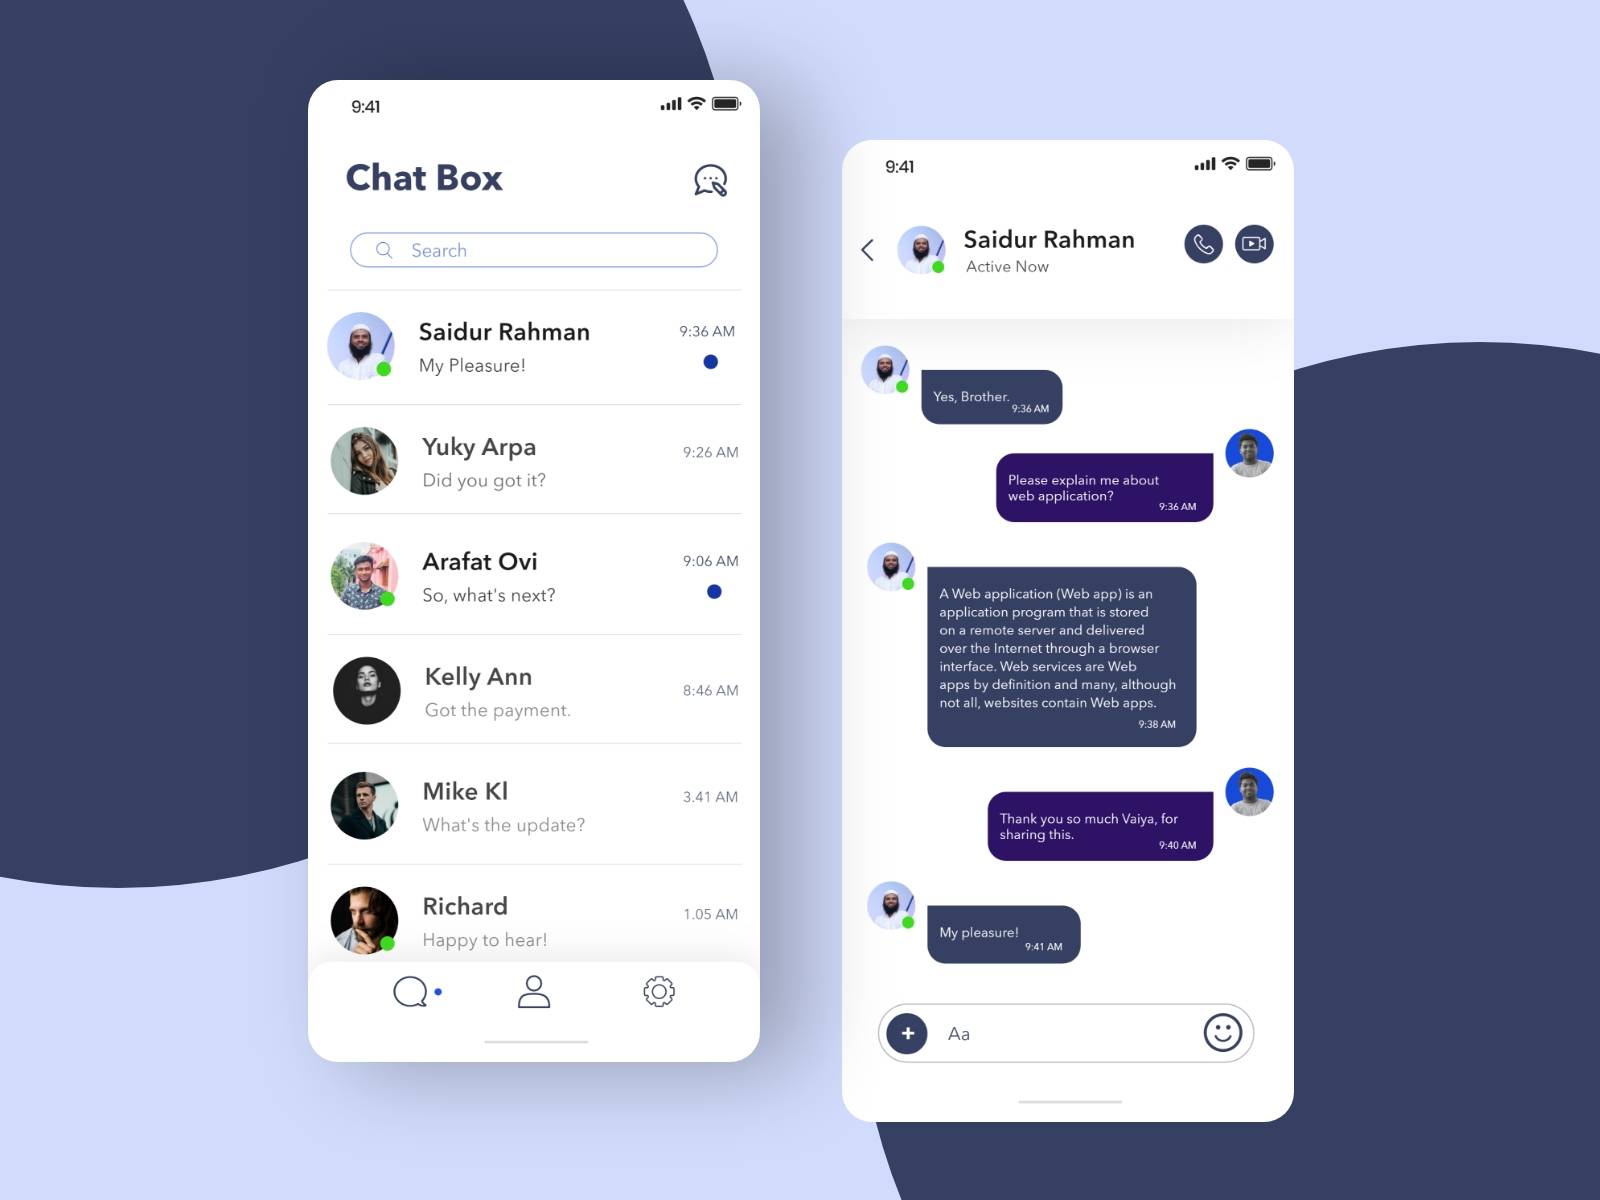 9:41
Chat Box
Search
Saidur Rahman
9:36 AM
My Pleasure!
Yuky Arpa
9:26 AM
Did you got it?
Arafat Ovi
9:06 AM
So, what's next?
Kelly Ann
8:46 AM
Got the payment.
Mike Kl
3.41 AM
What's the update?
Richard
1.05 AM
Happy to hear!
9:41
Saidur Rahman
Active Now
Yes, Brother.
9:36 AM
Please explain me about
web application?
9:36 AM
A Web application (Web app) is an
application program that is stored
on a remote server and delivered
over the Internet through a browser
interface. Web services are Web
apps by definition and many, although
not all, websites contain Web apps.
9:38 AM
Thank you so much Vaiya, for
sharing this.
9:40 AM
My pleasure!
9:41 AM
Aa